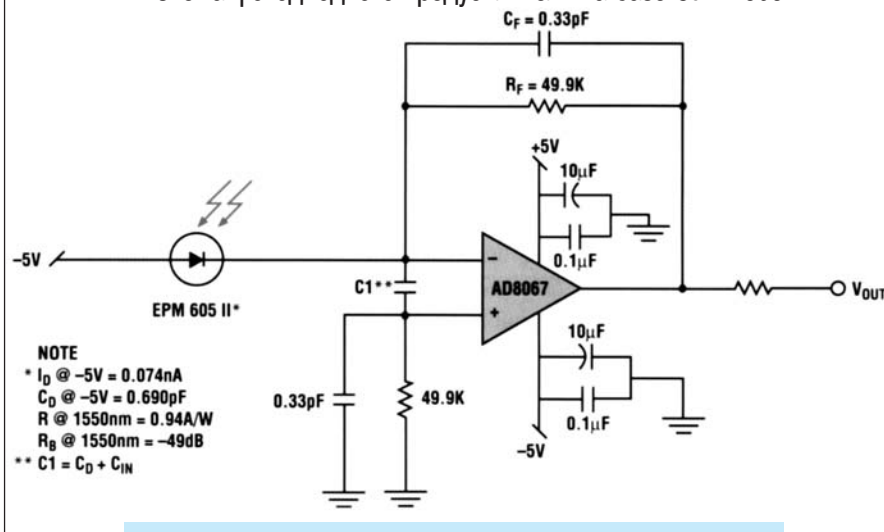 C_F = 0.33pF
R_F = 49.9K
+5V
10μF
0.1μF
–5V
C1**
–
+
AD8067
V_OUT
EPM 605 II*
10μF
0.1μF
–5V
0.33pF
49.9K
NOTE
* I_D @ –5V = 0.074nA
C_D @ –5V = 0.690pF
R @ 1550nm = 0.94A/W
R_B @ 1550nm = –49dB
** C1 = C_D + C_IN